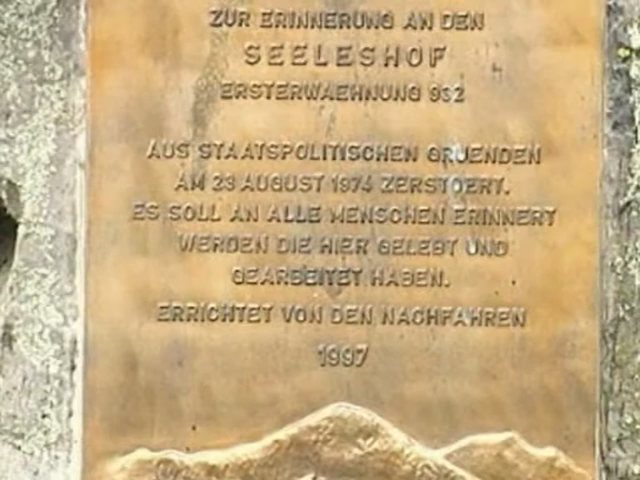 ZUR ERINNERUNG AN DEN
SEELESHOF
ERSTERWAEHNUNG 932
AUS STAATSPOLITISCHEN GRUENDEN
AM 23 AUGUST 1974 ZERSTOERT.
ES SOLL AN ALLE MENSCHEN ERINNERT
WERDEN DIE HIER GELEBT UND
GEARBEITET HABEN.
ERRICHTET VON DEN NACHFAHREN
1997